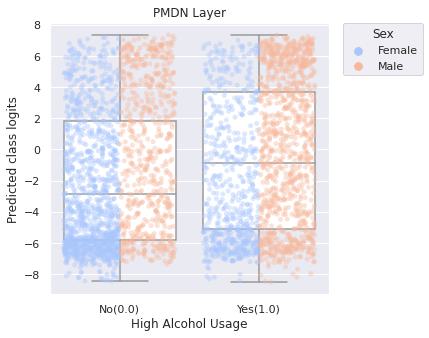 PMDN Layer
Sex
Female
Male
Predicted class logits
8
6
4
2
0
−2
−4
−6
−8
No(0.0)
Yes(1.0)
High Alcohol Usage